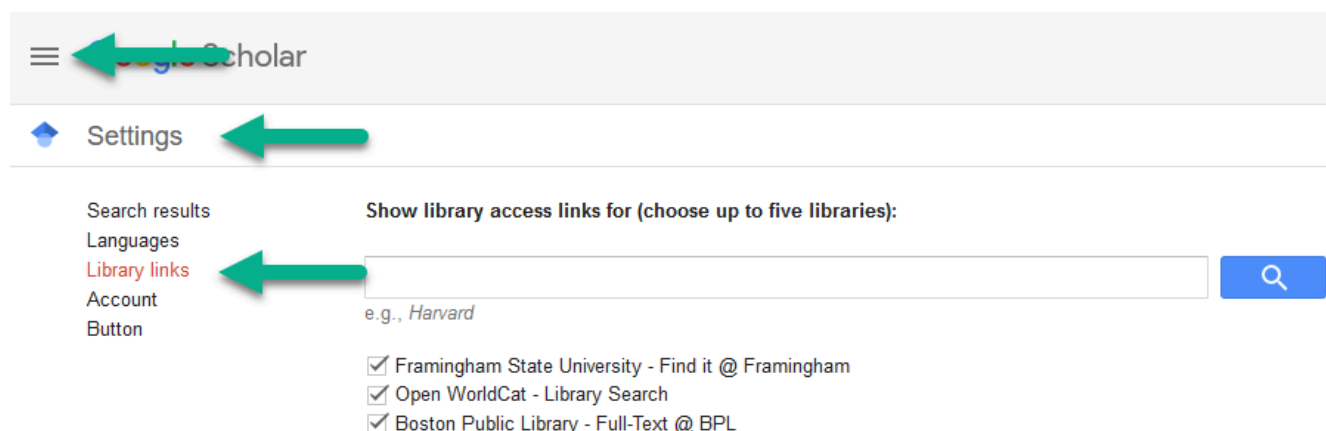 Scholar
Settings
Search results
Languages
Library links
Account
Button
Show library access links for (choose up to five libraries):
e.g., Harvard
Framingham State University - Find it @ Framingham
Open WorldCat - Library Search
Boston Public Library - Full-Text @ BPL